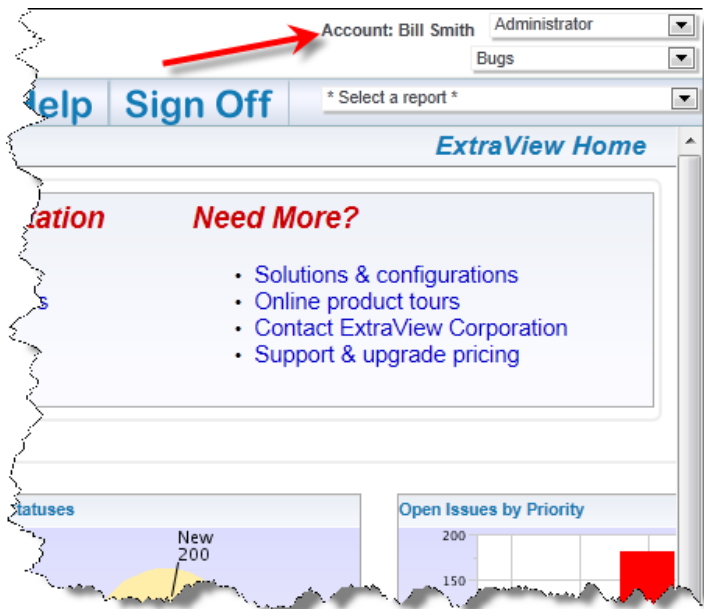 Account: Bill Smith Administrator
Bugs
Help Sign Off * Select a report *
ExtraView Home
tation Need More?
• Solutions & configurations
s • Online product tours
• Contact ExtraView Corporation
• Support & upgrade pricing
tatuses Open Issues by Priority
New
200
200
150